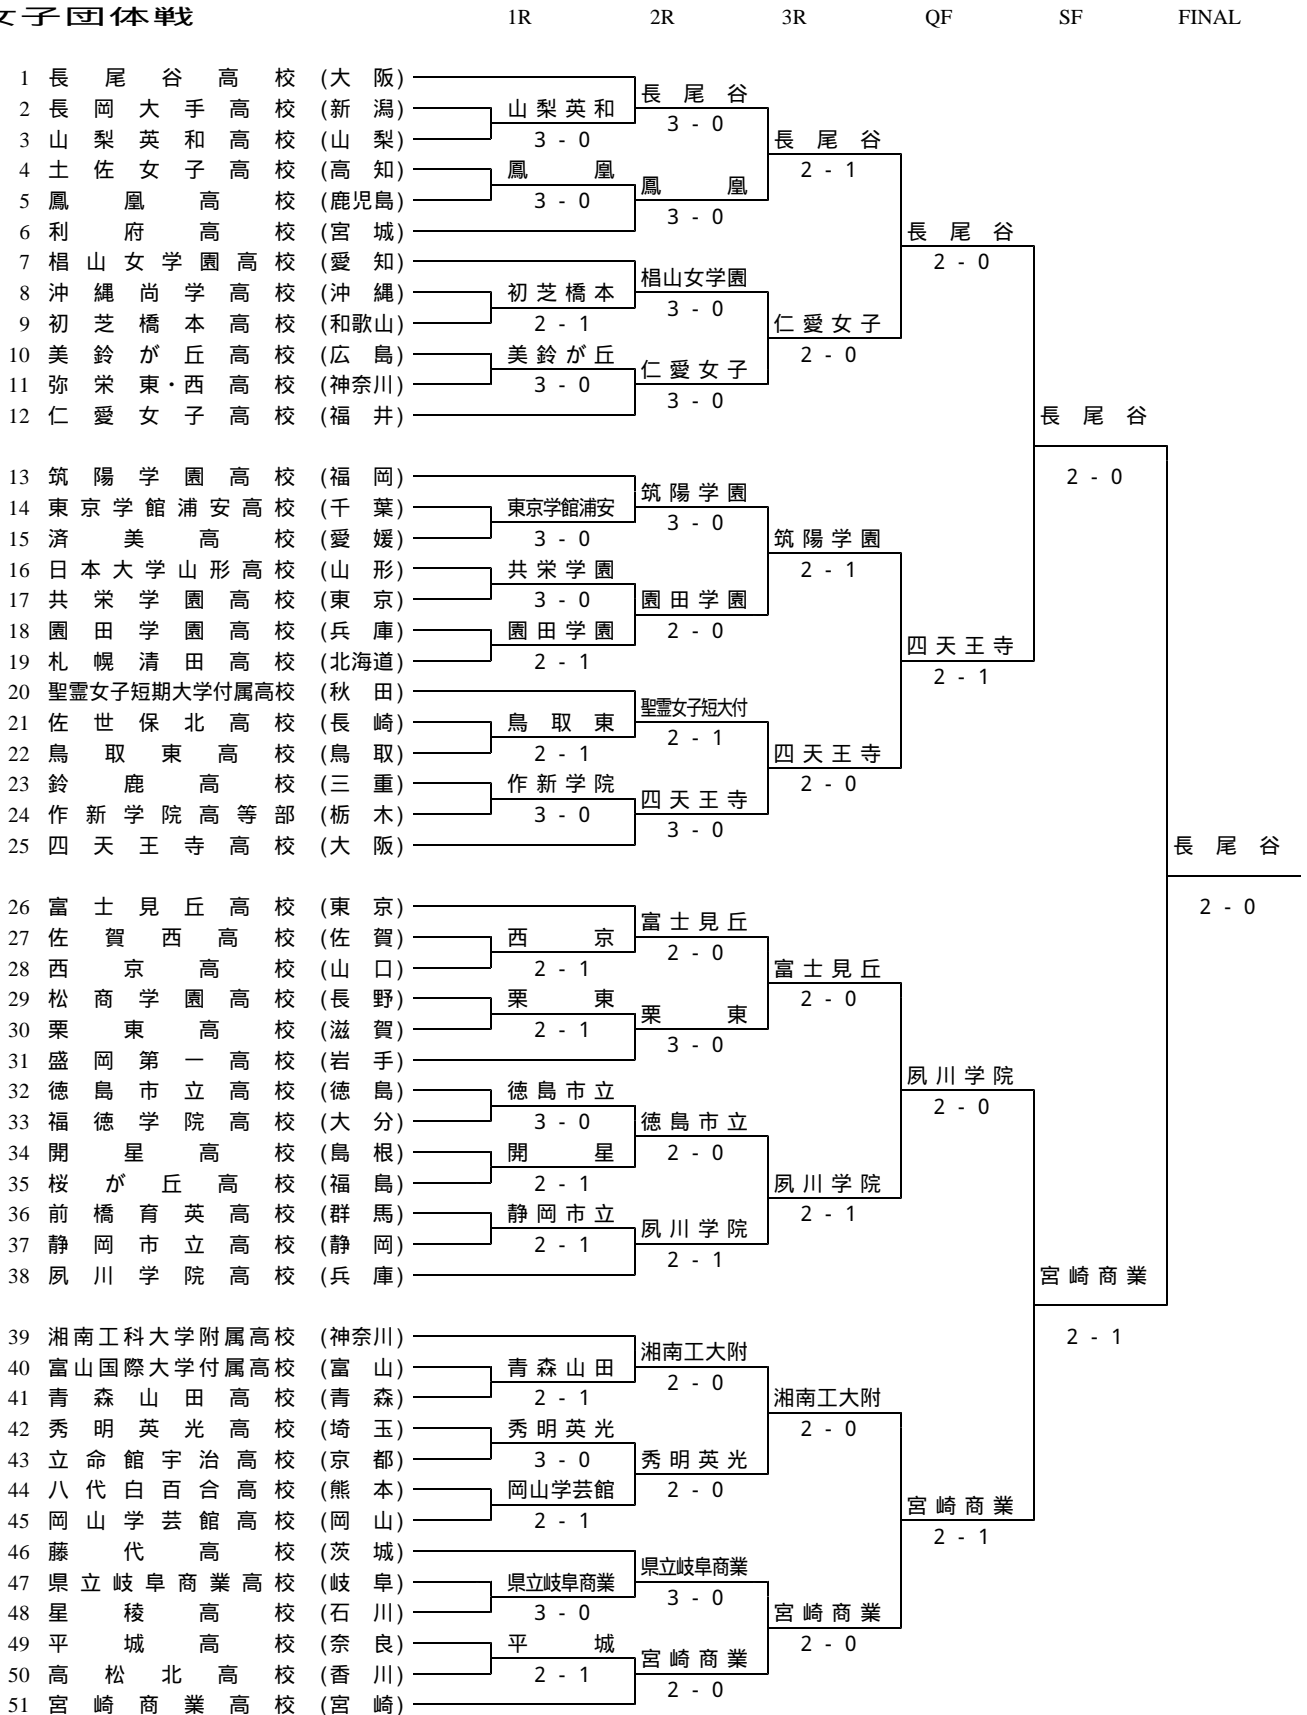 女子団体戦 1R 2R 3R QF SF FINAL
1 長尾谷高校 (大阪)
長尾谷
2 長岡大手高校 (新潟) 山梨英和
3 - 0
3 山梨英和高校 (山梨) 3 - 0
長尾谷
4 土佐女子高校 (高知) 鳳凰
2 - 1
鳳凰
5 鳳凰高校 (鹿児島) 3 - 0
3 - 0
6 利府高校 (宮城)
長尾谷
7 椙山女学園高校 (愛知)
2 - 0
椙山女学園
8 沖縄尚学高校 (沖縄) 初芝橋本
3 - 0
9 初芝橋本高校 (和歌山) 2 - 1
仁愛女子
10 美鈴が丘高校 (広島) 美鈴が丘
2 - 0
仁愛女子
11 弥栄東・西高校 (神奈川) 3 - 0
3 - 0
12 仁愛女子高校 (福井)
長尾谷
2 - 0
13 筑陽学園高校 (福岡)
筑陽学園
14 東京学館浦安高校 (千葉) 東京学館浦安
3 - 0
15 済美高校 (愛媛) 3 - 0
筑陽学園
16 日本大学山形高校 (山形) 共栄学園
2 - 1
17 共栄学園高校 (東京) 3 - 0
園田学園
18 園田学園高校 (兵庫) 園田学園
2 - 0
四天王寺
19 札幌清田高校 (北海道) 2 - 1
2 - 1
20 聖霊女子短期大学付属高校 (秋田)
聖霊女子短大付
21 佐世保北高校 (長崎) 鳥取東
2 - 1
22 鳥取東高校 (鳥取) 2 - 1
四天王寺
23 鈴鹿高校 (三重) 作新学院
2 - 0
四天王寺
24 作新学院高等部 (栃木) 3 - 0
3 - 0
25 四天王寺高校 (大阪)
長尾谷
2 - 0
26 富士見丘高校 (東京)
富士見丘
27 佐賀西高校 (佐賀) 西京
2 - 0
28 西京高校 (山口) 2 - 1
富士見丘
29 松商学園高校 (長野) 栗東
2 - 0
栗東
30 栗東高校 (滋賀) 2 - 1
3 - 0
31 盛岡第一高校 (岩手)
夙川学院
32 徳島市立高校 (徳島) 徳島市立
2 - 0
33 福徳学院高校 (大分) 3 - 0
徳島市立
34 開星高校 (島根) 開星
2 - 0
35 桜が丘高校 (福島) 2 - 1
夙川学院
36 前橋育英高校 (群馬) 静岡市立
2 - 1
夙川学院
37 静岡市立高校 (静岡) 2 - 1
2 - 1
38 夙川学院高校 (兵庫)
宮崎商業
2 - 1
39 湘南工科大学附属高校 (神奈川)
湘南工大附
40 富山国際大学付属高校 (富山) 青森山田
2 - 0
41 青森山田高校 (青森) 2 - 1
湘南工大附
42 秀明英光高校 (埼玉) 秀明英光
2 - 0
43 立命館宇治高校 (京都) 3 - 0
秀明英光
44 八代白百合高校 (熊本) 岡山学芸館
2 - 0
宮崎商業
45 岡山学芸館高校 (岡山) 2 - 1
2 - 1
46 藤代高校 (茨城)
県立岐阜商業
47 県立岐阜商業高校 (岐阜) 県立岐阜商業
3 - 0
48 星稜高校 (石川) 3 - 0
宮崎商業
49 平城高校 (奈良) 平城
2 - 0
宮崎商業
50 高松北高校 (香川) 2 - 1
2 - 0
51 宮崎商業高校 (宮崎)